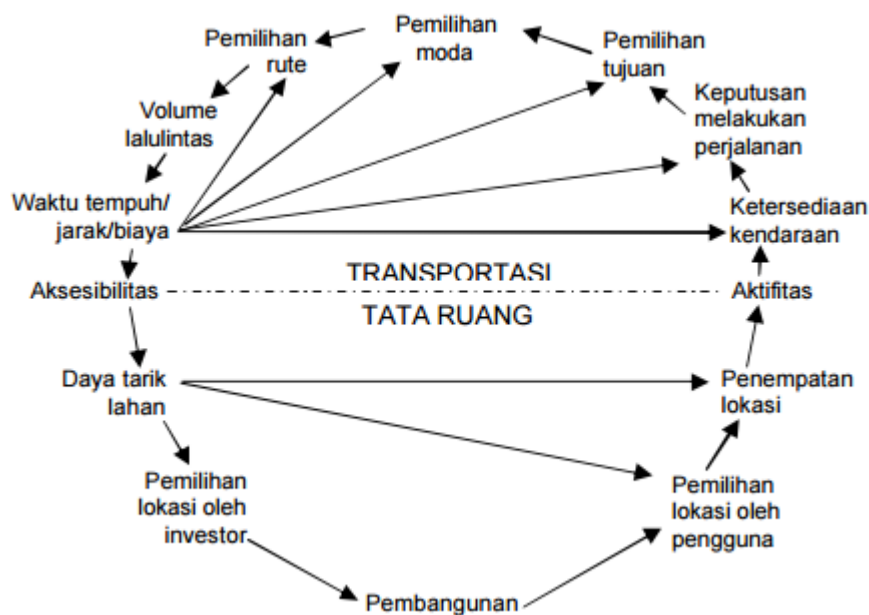 Pemilihan
moda
Pemilihan
rute
Pemilihan
tujuan
Volume
lalulintas
Keputusan
melakukan
perjalanan
Waktu tempuh/
jarak/biaya
Ketersediaan
kendaraan
TRANSPORTASI
Aksesibilitas
Aktifitas
TATA RUANG
Daya tarik
lahan
Penempatan
lokasi
Pemilihan
lokasi oleh
investor
Pemilihan
lokasi oleh
pengguna
Pembangunan